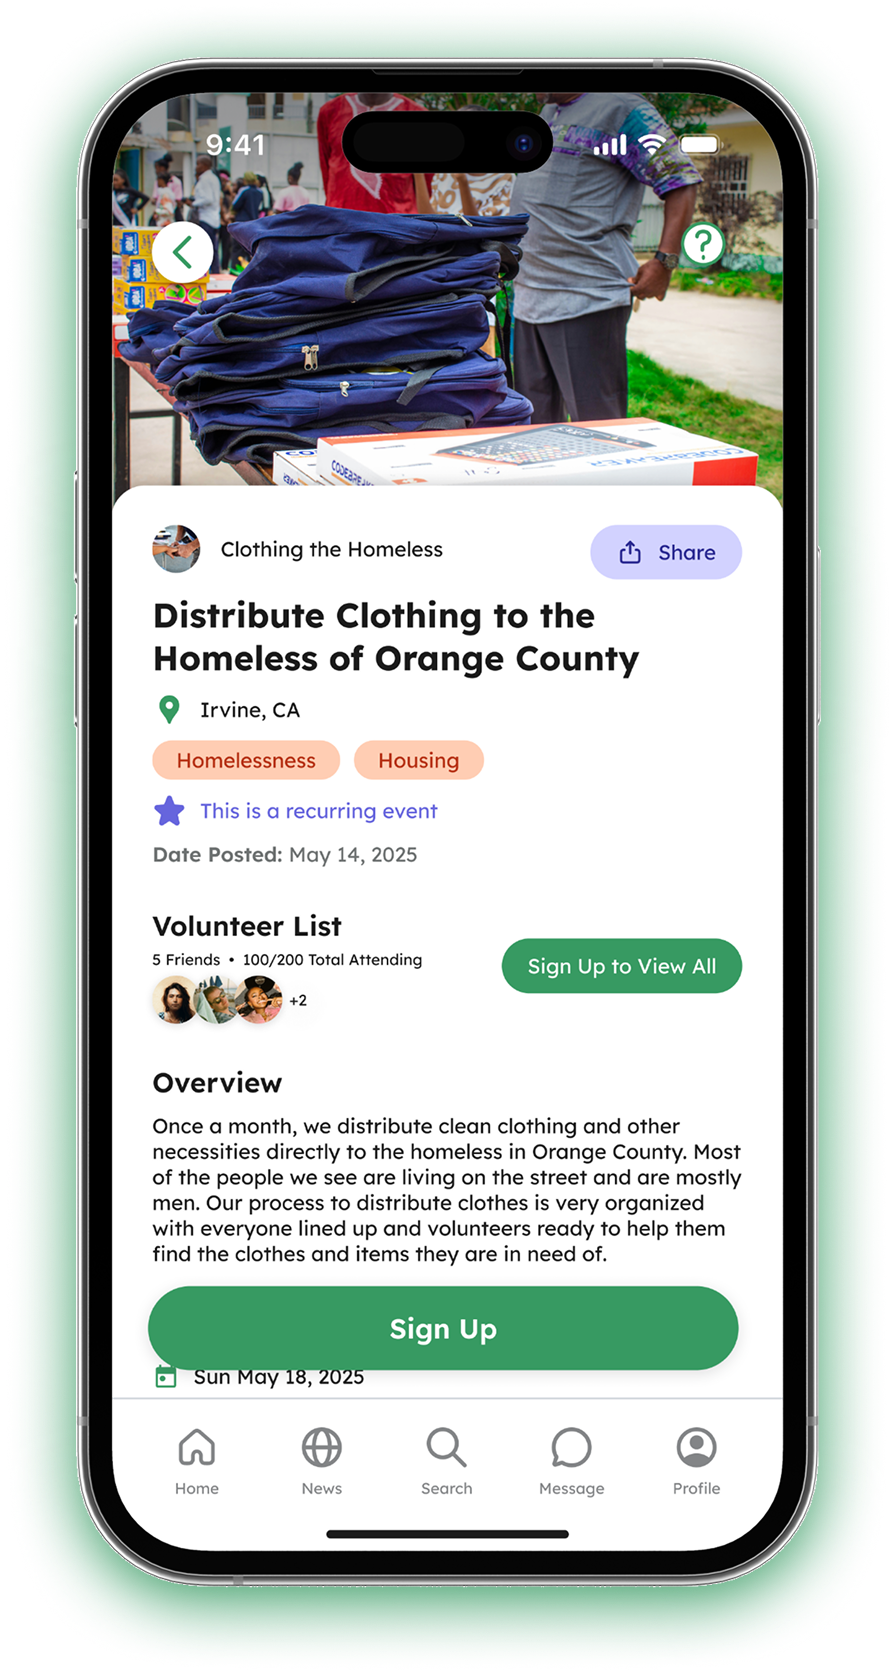 9:41
CODEBREAKER
CODEBREAKER
Clothing the Homeless
Share
Distribute Clothing to the
Homeless of Orange County
Irvine, CA
Homelessness
Housing
This is a recurring event
Date Posted: May 14, 2025
Volunteer List
5 Friends • 100/200 Total Attending
Sign Up to View All
+2
Overview
Once a month, we distribute clean clothing and other
necessities directly to the homeless in Orange County. Most
of the people we see are living on the street and are mostly
men. Our process to distribute clothes is very organized
with everyone lined up and volunteers ready to help them
find the clothes and items they are in need of.
Sign Up
Sun May 18, 2025
Home
News
Search
Message
Profile